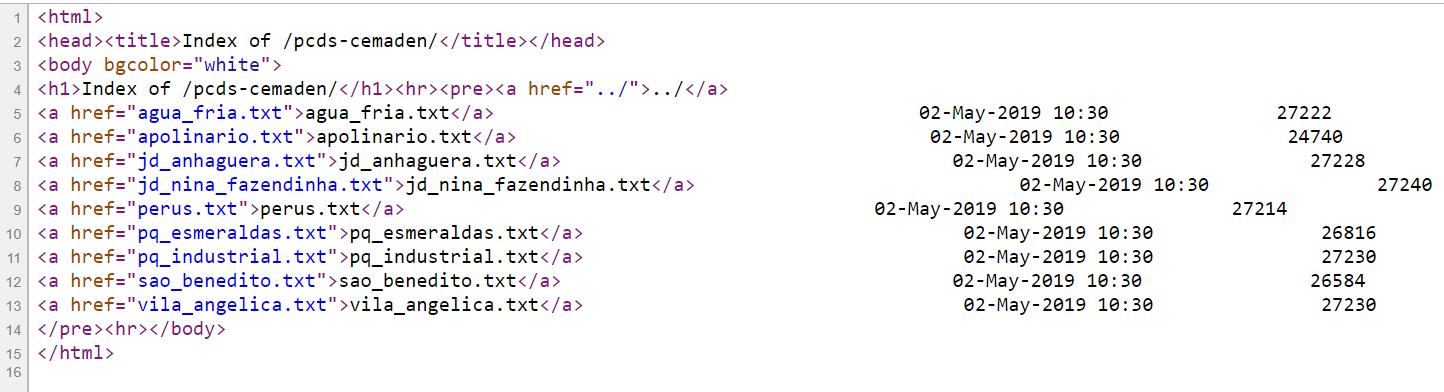 1 <html>
2 <head><title>Index of /pcds-cemaden/</title></head>
3 <body bgcolor="white">
4 <h1>Index of /pcds-cemaden/</h1><hr><pre><a href="../">../</a>
5 <a href="agua_fria.txt">agua_fria.txt</a> 02-May-2019 10:30 27222
6 <a href="apolinario.txt">apolinario.txt</a> 02-May-2019 10:30 24740
7 <a href="jd_anhaguera.txt">jd_anhaguera.txt</a> 02-May-2019 10:30 27228
8 <a href="jd_nina_fazendinha.txt">jd_nina_fazendinha.txt</a> 02-May-2019 10:30 27240
9 <a href="perus.txt">perus.txt</a> 02-May-2019 10:30 27214
10 <a href="pq_esmeraldas.txt">pq_esmeraldas.txt</a> 02-May-2019 10:30 26816
11 <a href="pq_industrial.txt">pq_industrial.txt</a> 02-May-2019 10:30 27230
12 <a href="sao_benedito.txt">sao_benedito.txt</a> 02-May-2019 10:30 26584
13 <a href="vila_angelica.txt">vila_angelica.txt</a> 02-May-2019 10:30 27230
14 </pre><hr></body>
15 </html>
16